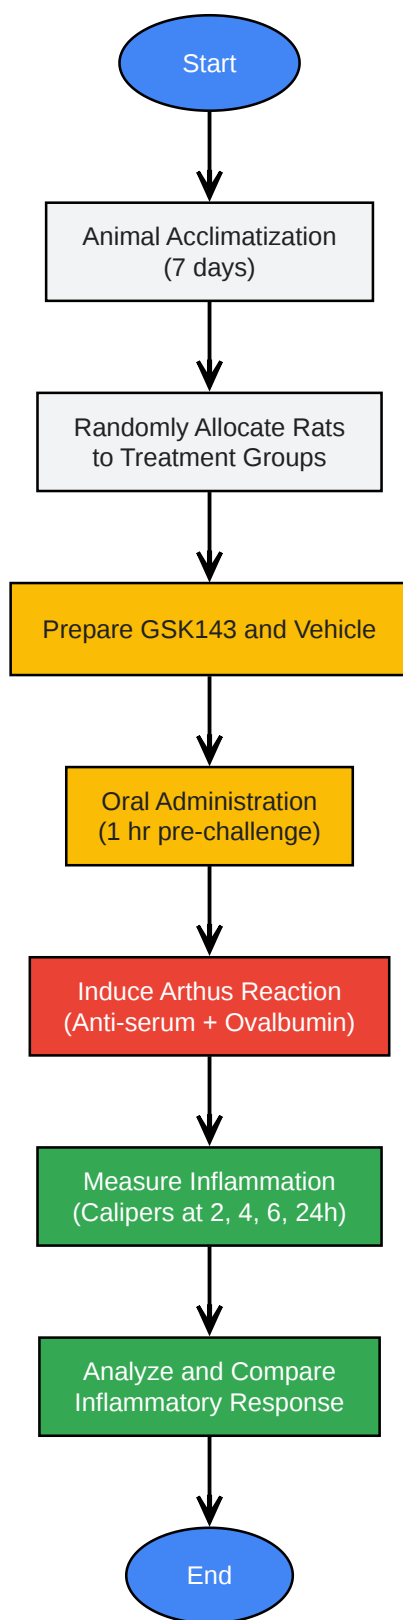 Start
Animal Acclimatization
(7 days)
Randomly Allocate Rats
to Treatment Groups
Prepare GSK143 and Vehicle
Oral Administration
(1 hr pre-challenge)
Induce Arthus Reaction
(Anti-serum + Ovalbumin)
Measure Inflammation
(Calipers at 2, 4, 6, 24h)
Analyze and Compare
Inflammatory Response
End